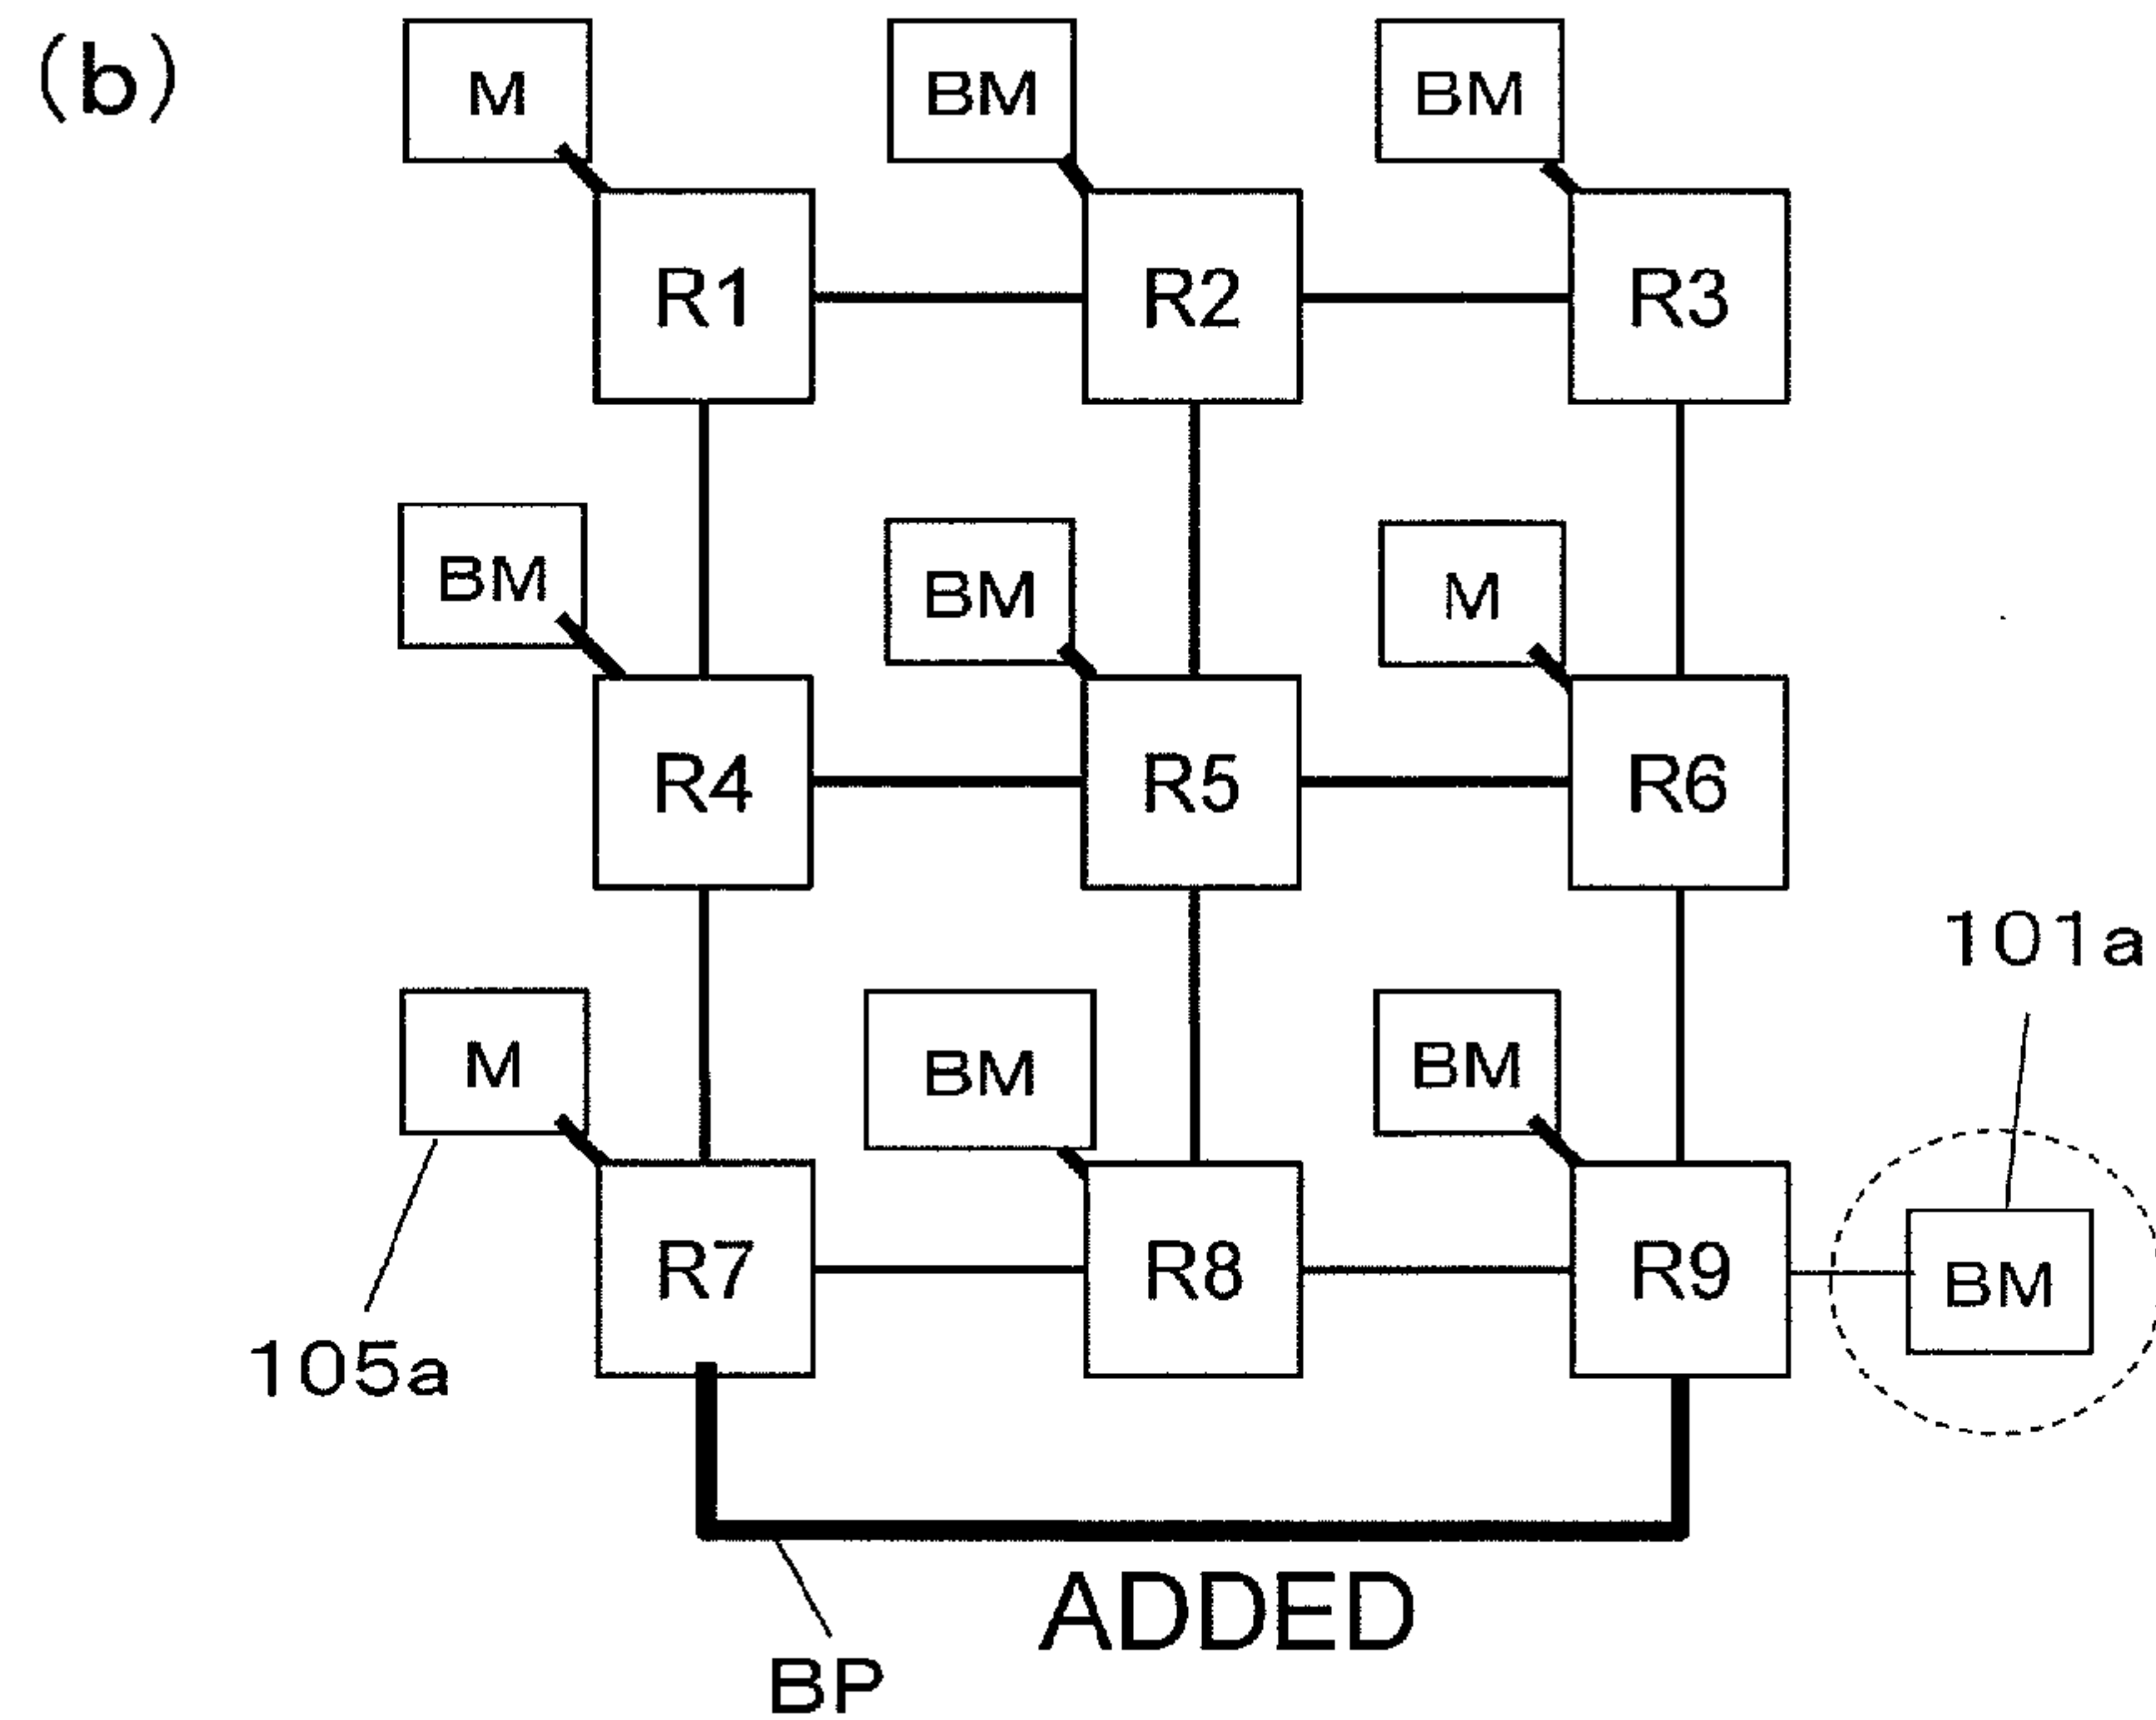 (b)
M BM BM
R1 R2 R3
BM BM M
R4 R5 R6
101a
M BM BM
R7 R8 R9 BM
105a
ADDED
BP